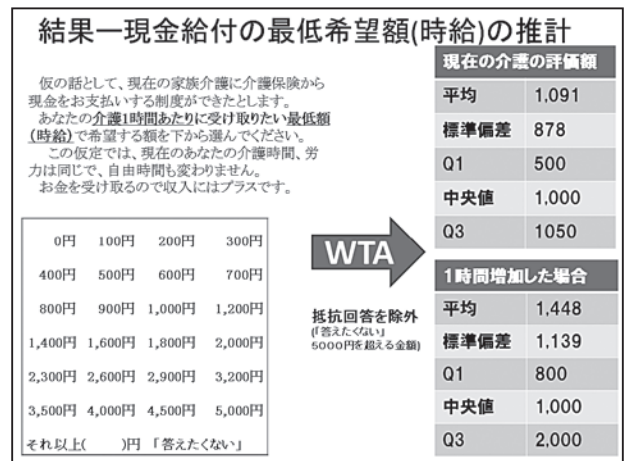 結果ー現金給付の最低希望額(時給)の推計
仮の話として、現在の家族介護に介護保険から
現金をお支払いする制度ができたとします。
あなたの介護1時間あたりに受け取りたい最低額
(時給)で希望する額を下から選んでください。
この仮定では、現在のあなたの介護時間、労
力は同じで、自由時間も変わりません。
お金を受け取るので収入にはプラスです。
0円 100円 200円 300円
400円 500円 600円 700円
800円 900円 1,000円 1,200円
1,400円 1,600円 1,800円 2,000円
2,300円 2,600円 2,900円 3,200円
3,500円 4,000円 4,500円 5,000円
それ以上( )円 「答えたくない」
WTA
抵抗回答を除外
(「答えたくない」
5000円を超える金額)
現在の介護の評価額
平均 1,091
標準偏差 878
Q1 500
中央値 1,000
Q3 1050
1時間増加した場合
平均 1,448
標準偏差 1,139
Q1 800
中央値 1,000
Q3 2,000